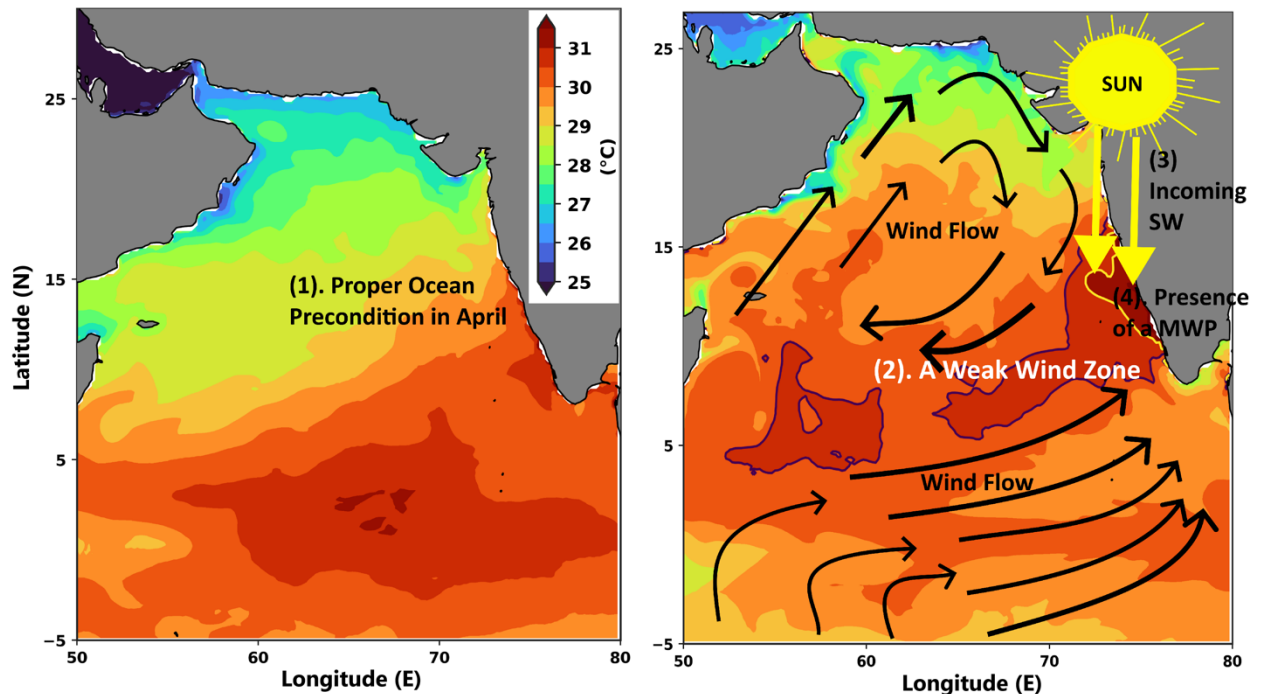 31
30
29
28
27
26
25
(°C)
25
15
5
−5
Latitude (N)
(1). Proper Ocean
Precondition in April
50
60
70
80
Longitude (E)
25
15
5
−5
SUN
(3)
Incoming
SW
Wind Flow
(4). Presence
of a MWP
(2). A Weak Wind Zone
Wind Flow
50
60
70
80
Longitude (E)